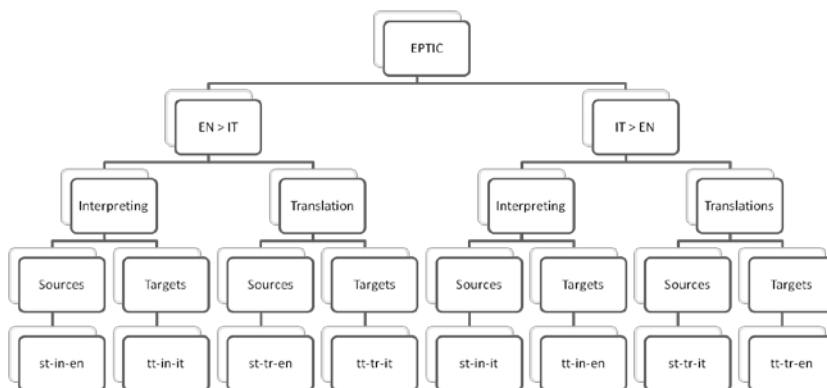 EPTIC
EN > IT
IT > EN
Interpreting
Translation
Interpreting
Translations
Sources
Targets
Sources
Targets
Sources
Targets
Sources
Targets
st-in-en
tt-in-it
st-tr-en
tt-tr-it
st-in-it
tt-in-en
st-tr-it
tt-tr-en